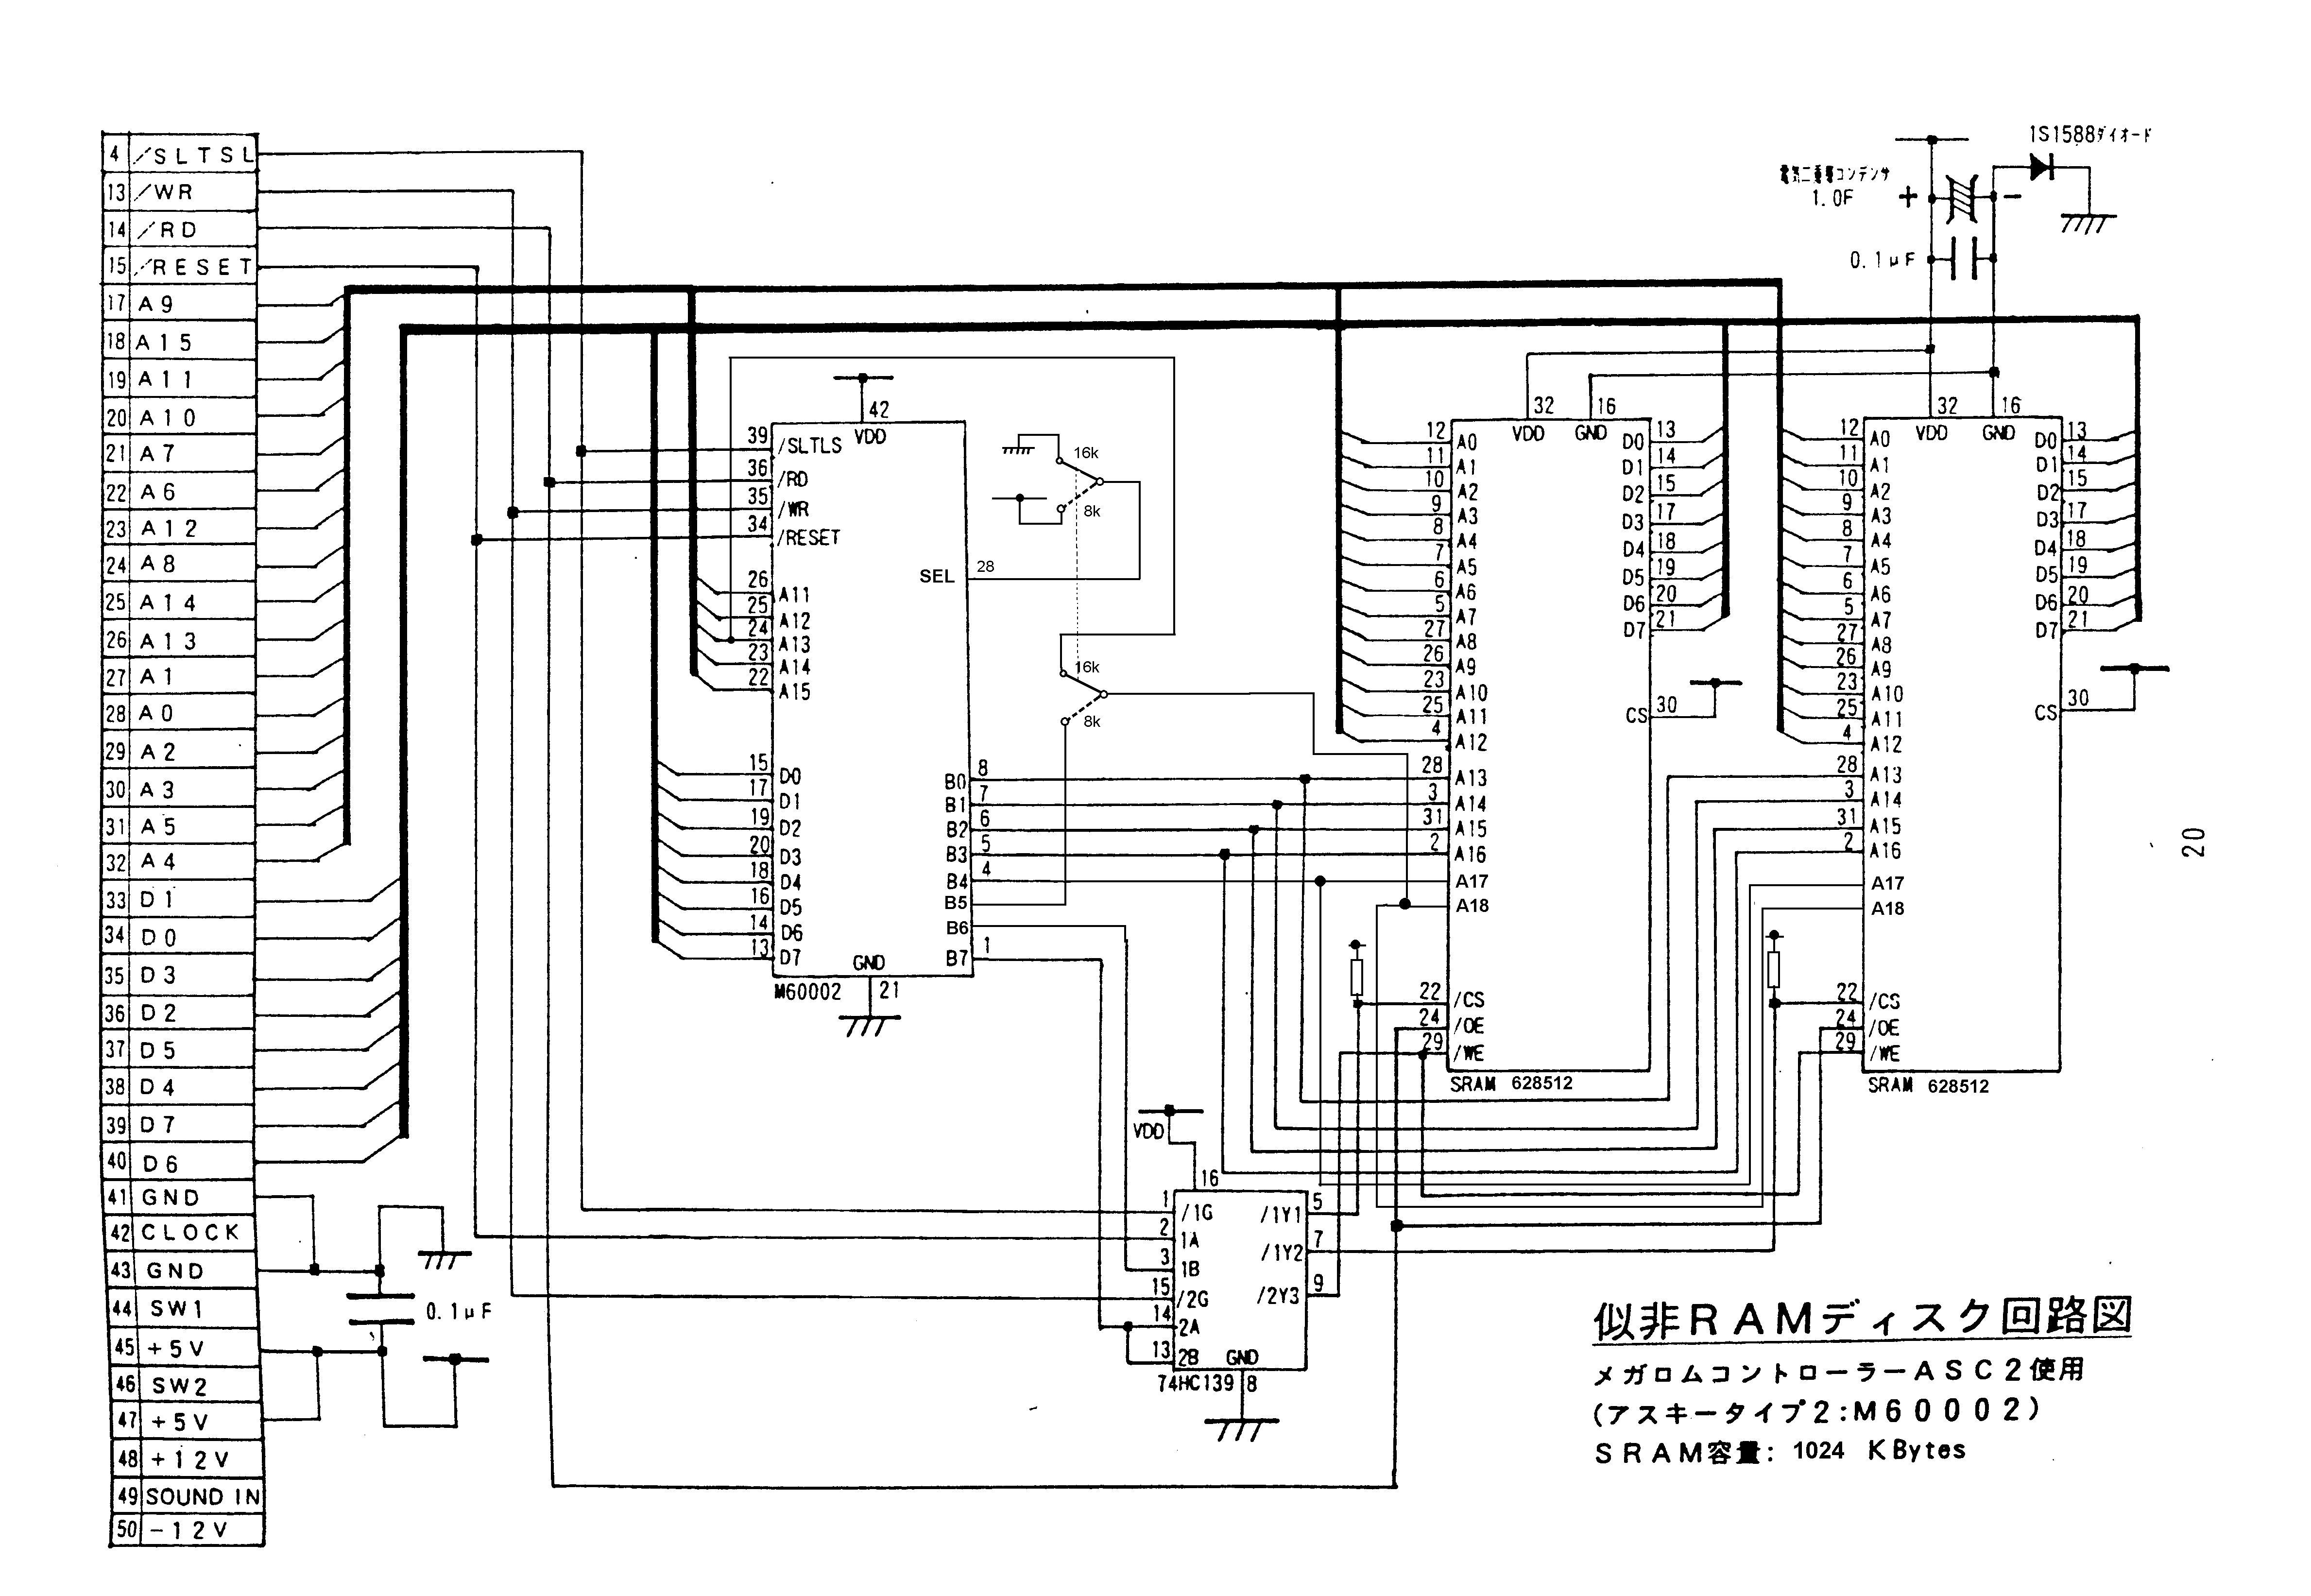 4 /SLTSL
13 /WR
14 /RD
15 /RESET
17 A9
18 A15
19 A11
20 A10
21 A7
22 A6
23 A12
24 A8
25 A14
26 A13
27 A1
28 A0
29 A2
30 A3
31 A5
32 A4
33 D1
34 D0
35 D3
36 D2
37 D5
38 D4
39 D7
40 D6
41 GND
42 CLOCK
43 GND
44 SW1
45 +5V
46 SW2
47 +5V
48 +12V
49 SOUND IN
50 -12V
0.1μF
42
VDD
39 /SLTLS
36 /RD
35 /WR
34 /RESET
26 A11
25 A12
24 A13
23 A14
22 A15
15 D0
17 D1
19 D2
20 D3
18 D4
16 D5
14 D6
13 D7
SEL 28
B0 8
B1 7
B2 6
B3 5
B4 4
B5
B6
B7 1
GND
M60002 21
16k
8k
16k
8k
VDD
16
1 /1G
2 1A
3 1B
15 /2G
14 2A
13 2B
/1Y1 5
/1Y2 7
/2Y3 9
GND
74HC139 8
32 16
VDD GND
12 A0
11 A1
10 A2
9 A3
8 A4
7 A5
6 A6
5 A7
27 A8
26 A9
23 A10
25 A11
4 A12
28 A13
3 A14
31 A15
2 A16
A17
A18
22 /CS
24 /OE
29 /WE
D0 13
D1 14
D2 15
D3 17
D4 18
D5 19
D6 20
D7 21
CS 30
SRAM 628512
1S1588ダイオード
電気二重層コンデンサ
1.0F
+ -
0.1μF
32 16
VDD GND
12 A0
11 A1
10 A2
9 A3
8 A4
7 A5
6 A6
5 A7
27 A8
26 A9
23 A10
25 A11
4 A12
28 A13
3 A14
31 A15
2 A16
A17
A18
22 /CS
24 /OE
29 /WE
D0 13
D1 14
D2 15
D3 17
D4 18
D5 19
D6 20
D7 21
CS 30
SRAM 628512
20
似非RAMディスク回路図
メガロムコントローラーASC2使用
(アスキータイプ2:M60002)
SRAM容量: 1024 KBytes